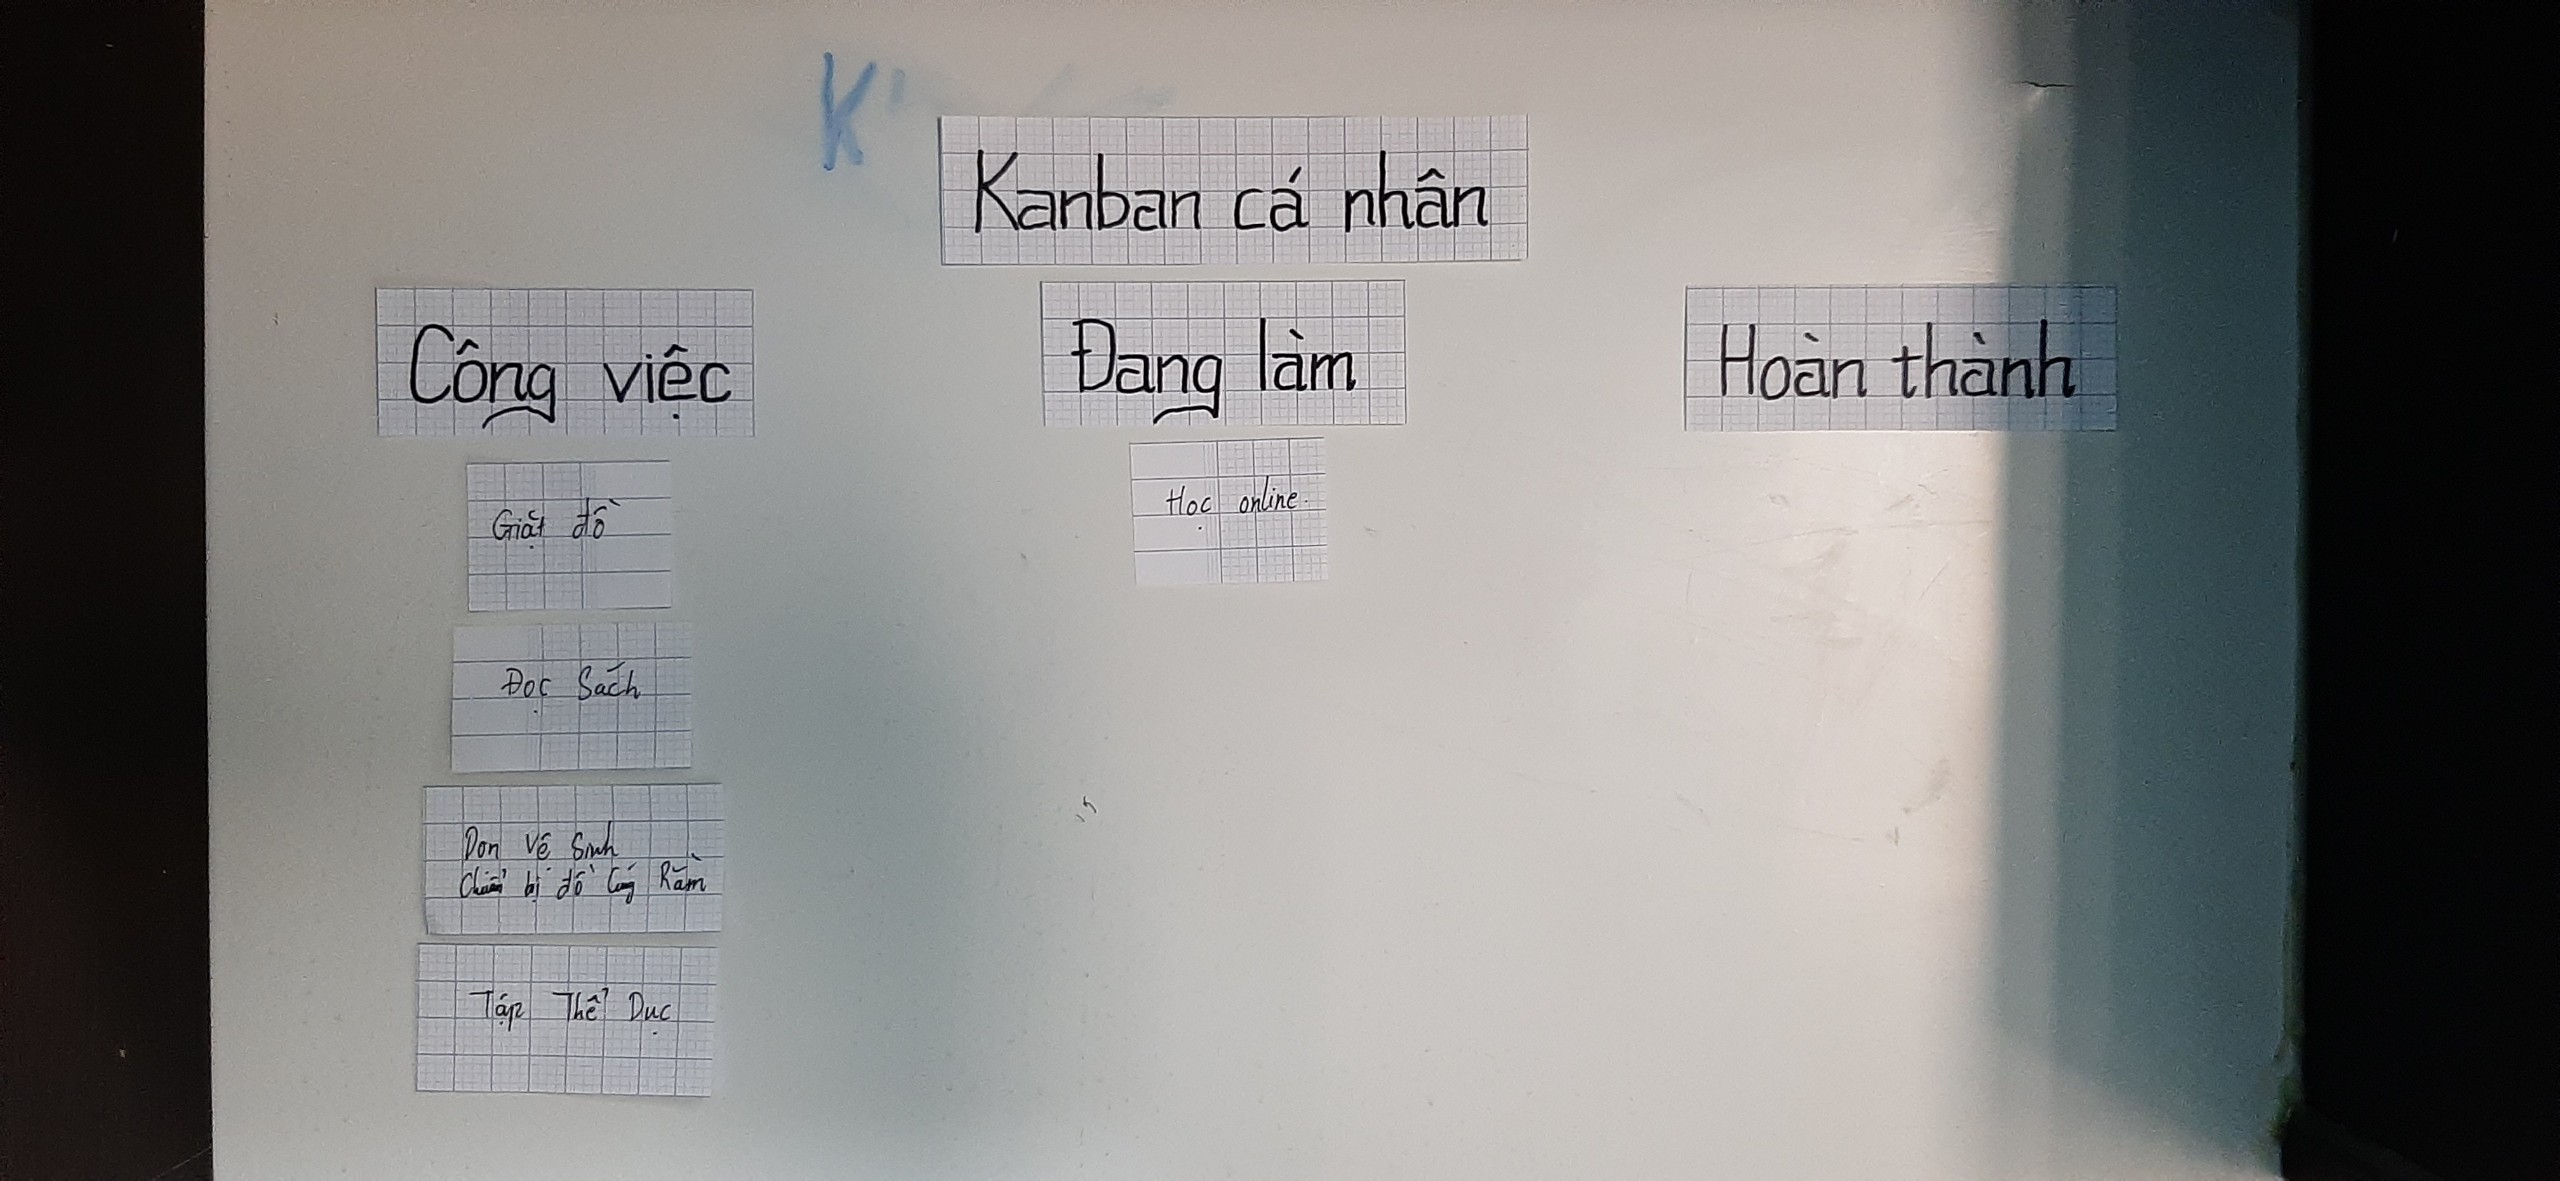 K
Kanban cá nhân
Công việc
Đang làm
Hoàn thành
Giặt đồ
Đọc Sách
Dọn Vệ Sinh
Chuẩn bị đồ Cúng Rằm
Tập Thể Dục
Học online.